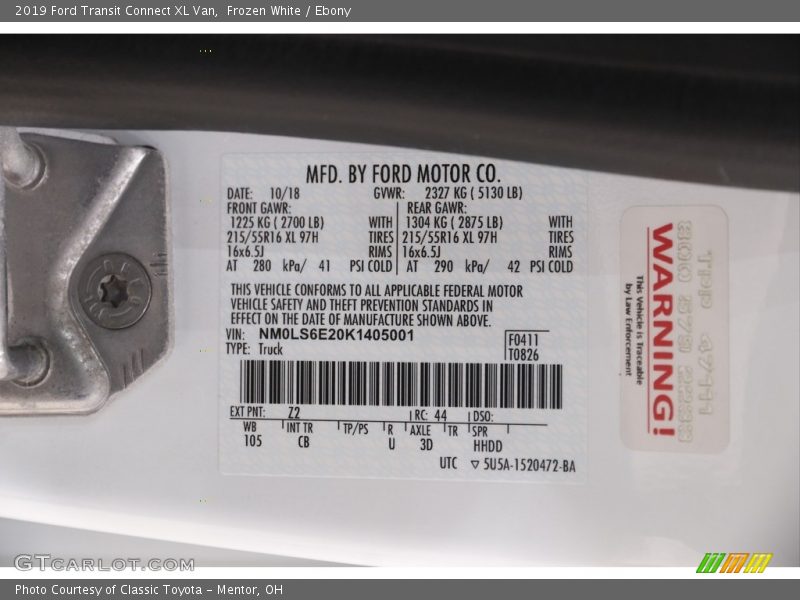 2019 Ford Transit Connect XL Van,  Frozen White / Ebony
MFD. BY FORD MOTOR CO.
DATE: 10/18 GVWR: 2327 KG ( 5130 LB)
FRONT GAWR: REAR GAWR:
1225 KG ( 2700 LB) WITH 1304 KG ( 2875 LB) WITH
215/55R16 XL 97H TIRES 215/55R16 XL 97H TIRES
16x6.5J RIMS 16x6.5J RIMS
AT 280 kPa/ 41 PSI COLD AT 290 kPa/ 42 PSI COLD
THIS VEHICLE CONFORMS TO ALL APPLICABLE FEDERAL MOTOR
VEHICLE SAFETY AND THEFT PREVENTION STANDARDS IN
EFFECT ON THE DATE OF MANUFACTURE SHOWN ABOVE.
VIN: NM0LS6E20K1405001
TYPE: Truck
F0411
T0826
EXT PNT: Z2 RC: 44 DSO:
WB INT TR TP/PS R AXLE TR SPR
105 CB U 3D HHDD
UTC ▽ 5U5A-1520472-BA
WARNING!
This Vehicle is Traceable
by Law Enforcement
GTCARLOT.COM
Photo Courtesy of Classic Toyota - Mentor, OH